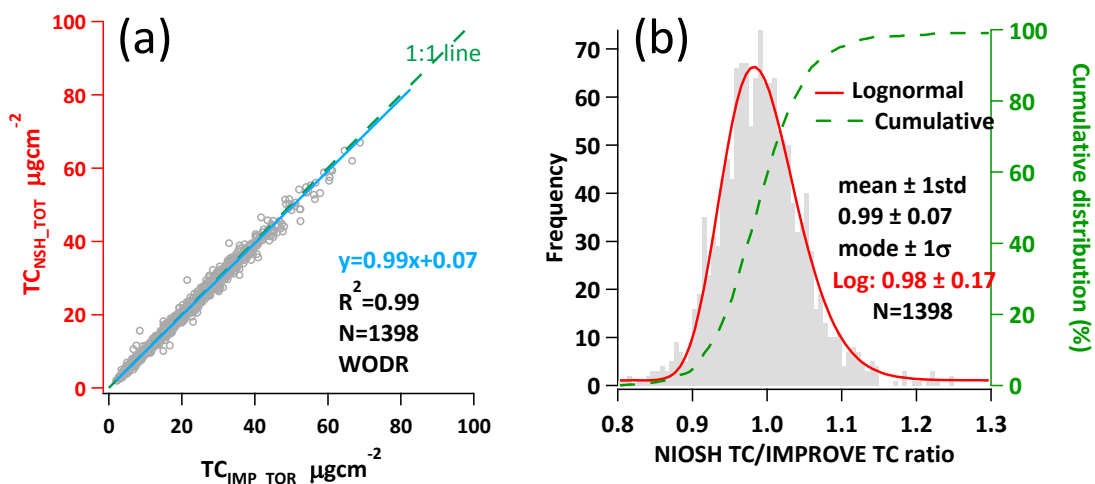 (a)
100
80
60
40
20
0
TC_NSH_TOT µgcm^-2
1:1 line
y=0.99x+0.07
R^2=0.99
N=1398
WODR
0 20 40 60 80 100
TC_IMP_TOR µgcm^-2
(b)
70
60
50
40
30
20
10
0
Frequency
Lognormal
Cumulative
mean ± 1std
0.99 ± 0.07
mode ± 1σ
Log: 0.98 ± 0.17
N=1398
100
80
60
40
20
0
Cumulative distribution (%)
0.8 0.9 1.0 1.1 1.2 1.3
NIOSH TC/IMPROVE TC ratio